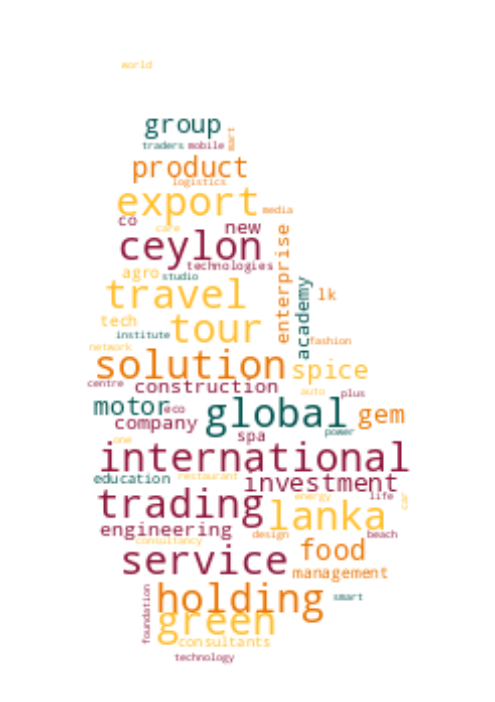 world
group
traders mobile mart
product
logistics
export
media
co
care
new
ceylon
enterprise
technologies
agro
studio
academy
travel
lk
tech
tour
institute
fashion
network
solution
spice
centre
construction
auto
plus
motor
eco
global
gem
company
power
spa
one
international
education
restaurant
investment
trading
energy
life
car
lanka
engineering
design
beach
consultancy
service
food
management
foundation
holding
smart
green
consultants
technology